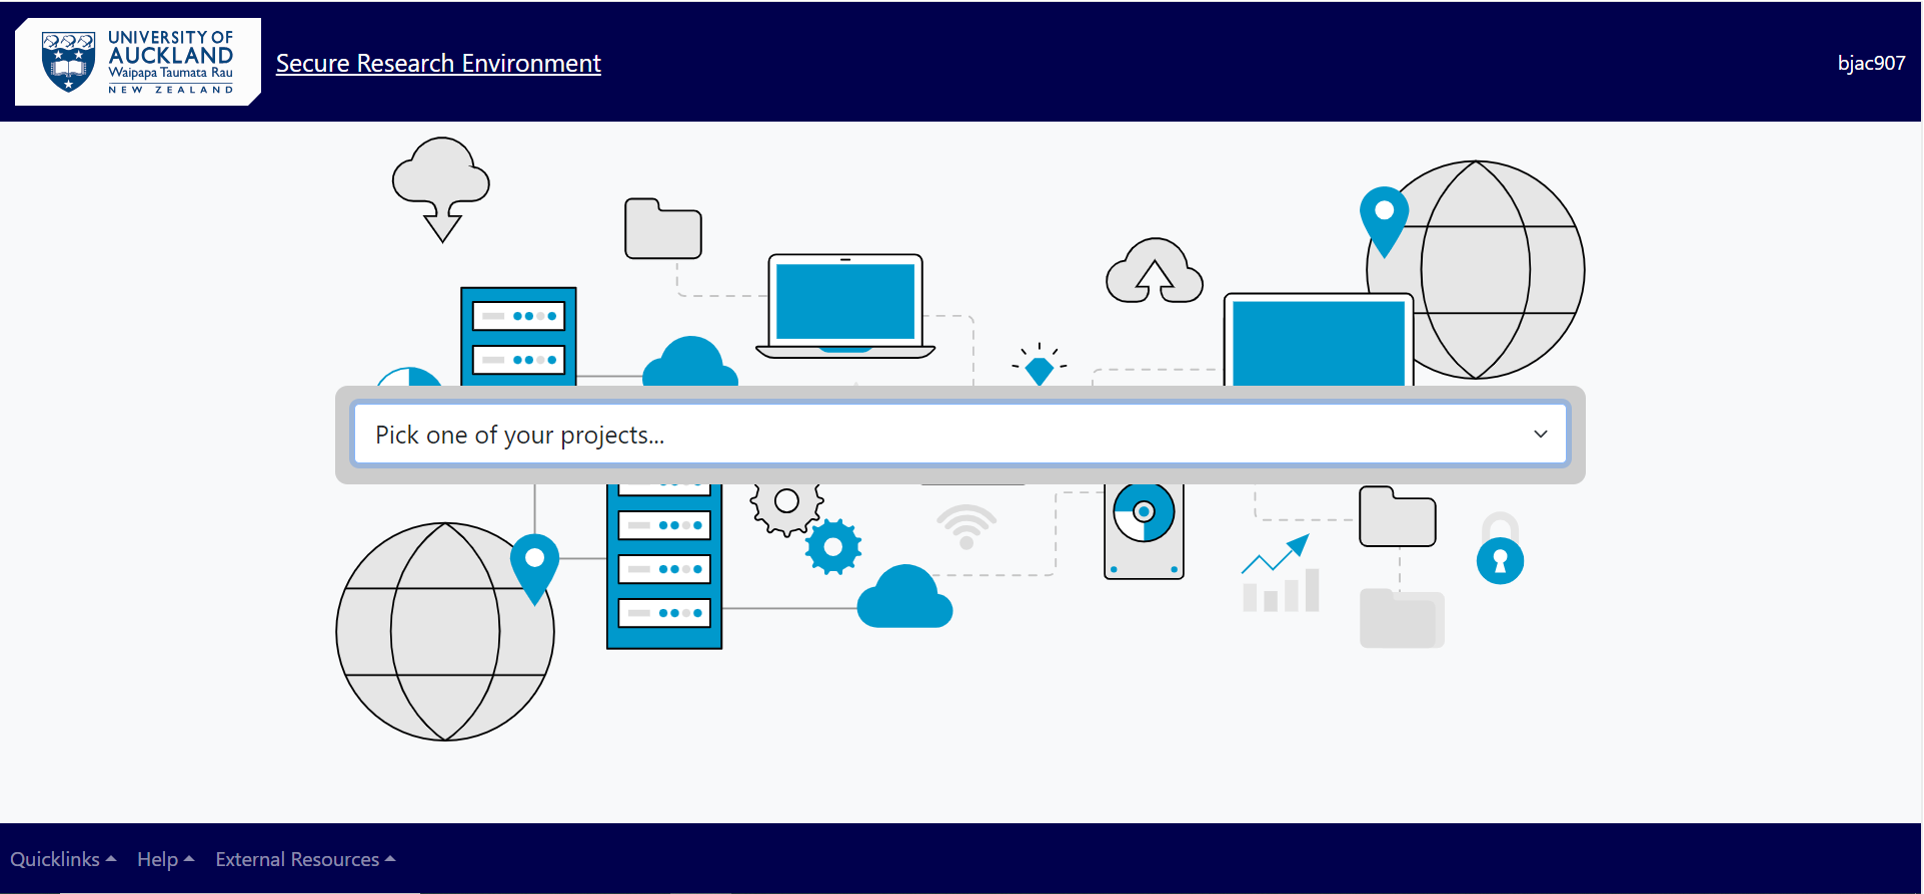 UNIVERSITY OF
AUCKLAND
Waipapa Taumata Rau
NEW ZEALAND
Secure Research Environment
bjac907
Pick one of your projects...
Quicklinks
Help
External Resources